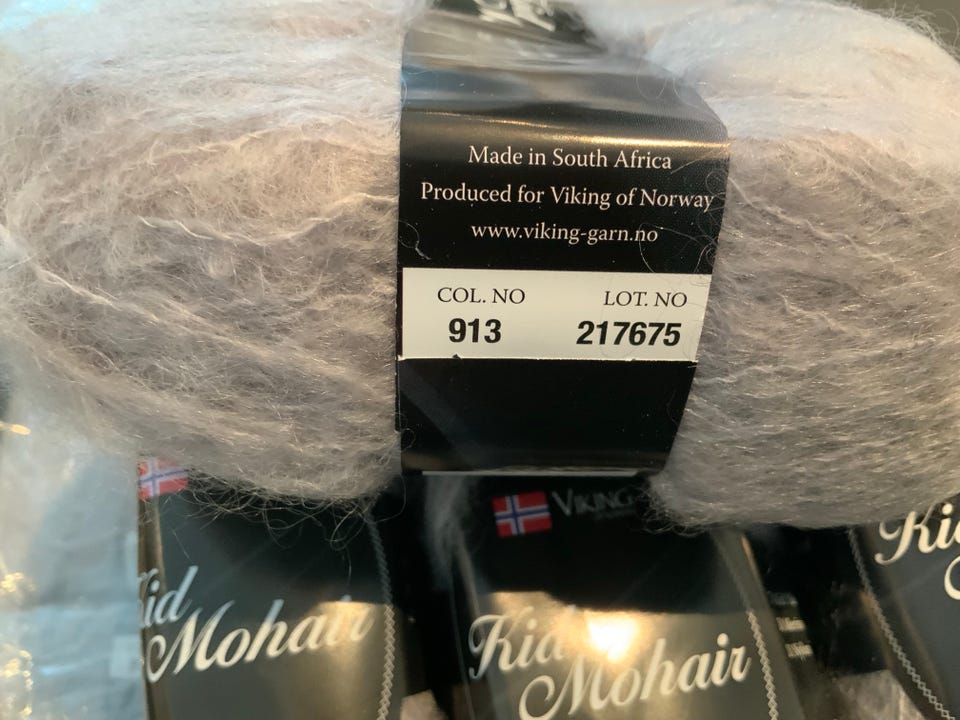 Made in South Africa
Produced for Viking of Norway
www.viking-garn.no
COL. NO LOT. NO
913 217675
VIKING
Kid
Mohair
Kid
Mohair